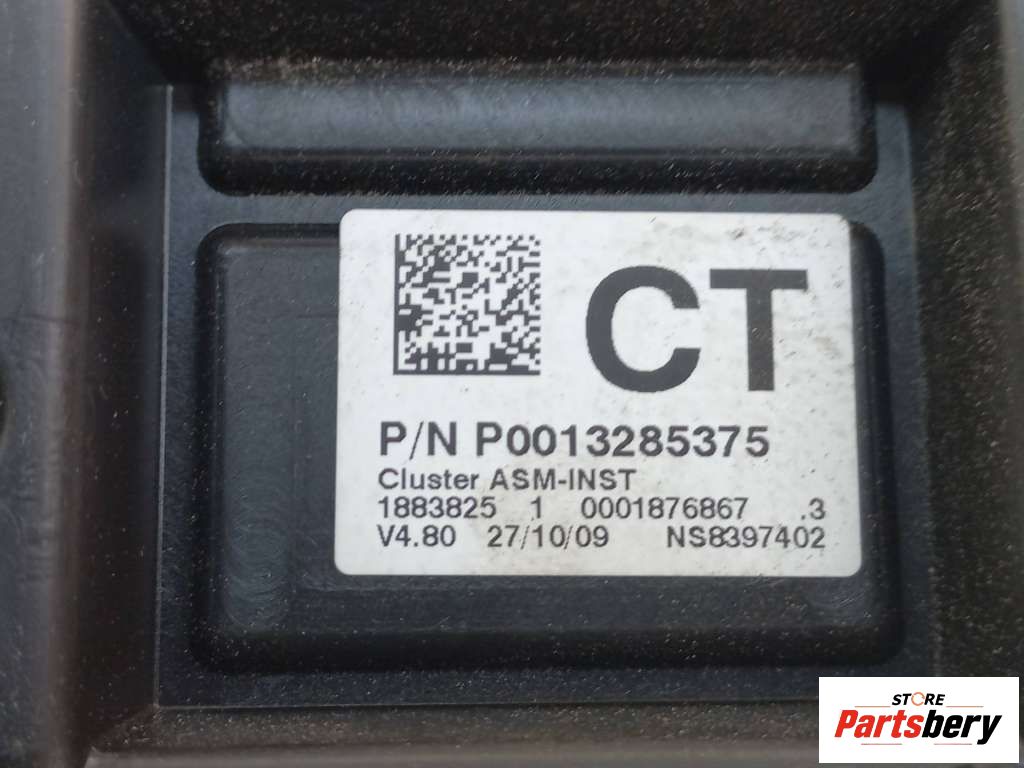 CT
P/N P0013285375
Cluster ASM-INST
1883825 1 0001876867 .3
V4.80 27/10/09 NS8397402
STORE
Partsbery